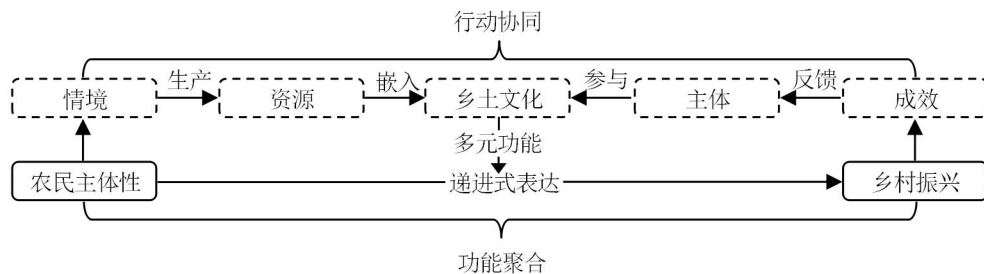 行动协同
生产 嵌入 参与 反馈
情境 资源 乡土文化 主体 成效
多元功能
农民主体性 递进式表达 乡村振兴
功能聚合